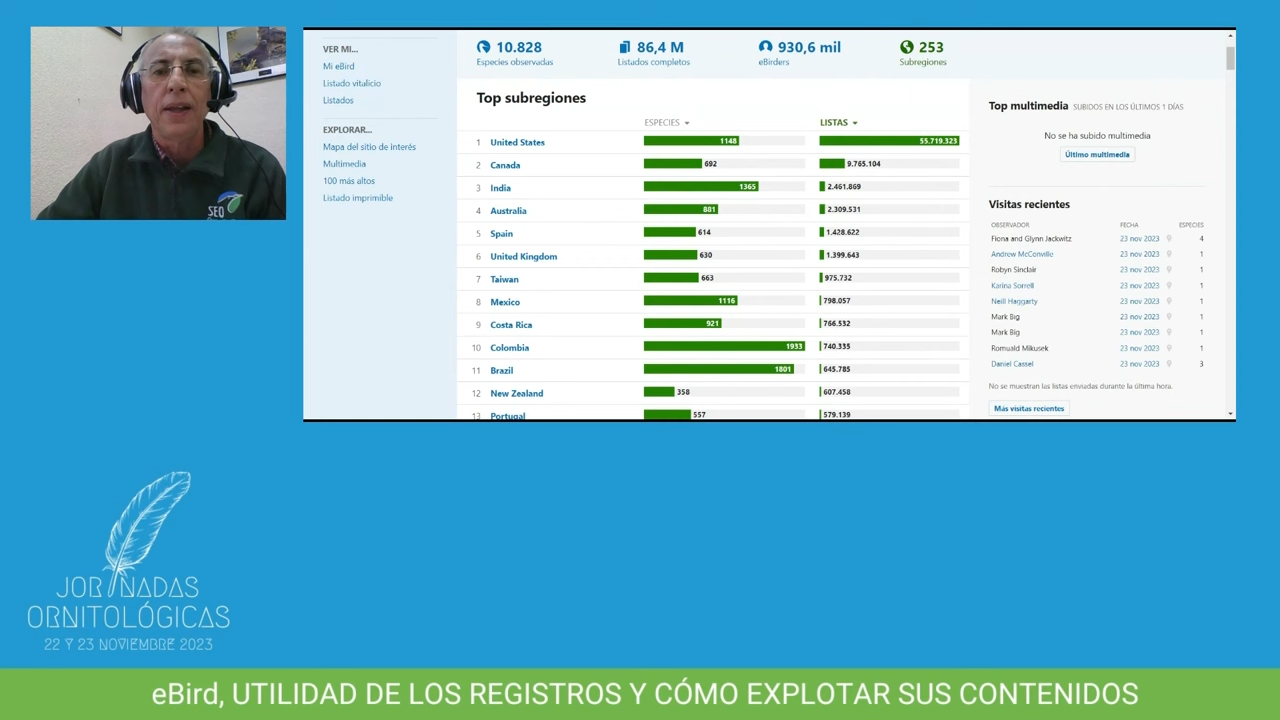 SEO
VER MI...
Mi eBird
Listado vitalicio
Listados
EXPLORAR...
Mapa del sitio de interés
Multimedia
100 más altos
Listado imprimible
10.828 86,4 M 930,6 mil 253
Especies observadas Listados completos eBirders Subregiones
Top subregiones
ESPECIES LISTAS
1 United States 1148 55.719.323
2 Canada 692 9.765.104
3 India 1365 2.461.869
4 Australia 881 2.309.531
5 Spain 614 1.428.622
6 United Kingdom 630 1.399.643
7 Taiwan 663 975.732
8 Mexico 1116 798.057
9 Costa Rica 921 766.532
10 Colombia 1933 740.335
11 Brazil 1801 645.785
12 New Zealand 358 607.458
13 Portugal 557 579.139
Top multimedia SUBIDOS EN LOS ÚLTIMOS 1 DÍAS
No se ha subido multimedia
Último multimedia
Visitas recientes
OBSERVADOR FECHA ESPECIES
Fiona and Glynn Jackwitz 23 nov 2023 4
Andrew McConville 23 nov 2023 1
Robyn Sinclair 23 nov 2023 1
Karina Sorrell 23 nov 2023 1
Neill Haggarty 23 nov 2023 1
Mark Big 23 nov 2023 1
Mark Big 23 nov 2023 1
Romuald Mikusek 23 nov 2023 1
Daniel Cassel 23 nov 2023 3
No se muestran las listas enviadas durante la última hora.
Más visitas recientes
JORNADAS
ORNITOLÓGICAS
22 Y 23 NOVIEMBRE 2023
eBird, UTILIDAD DE LOS REGISTROS Y CÓMO EXPLOTAR SUS CONTENIDOS